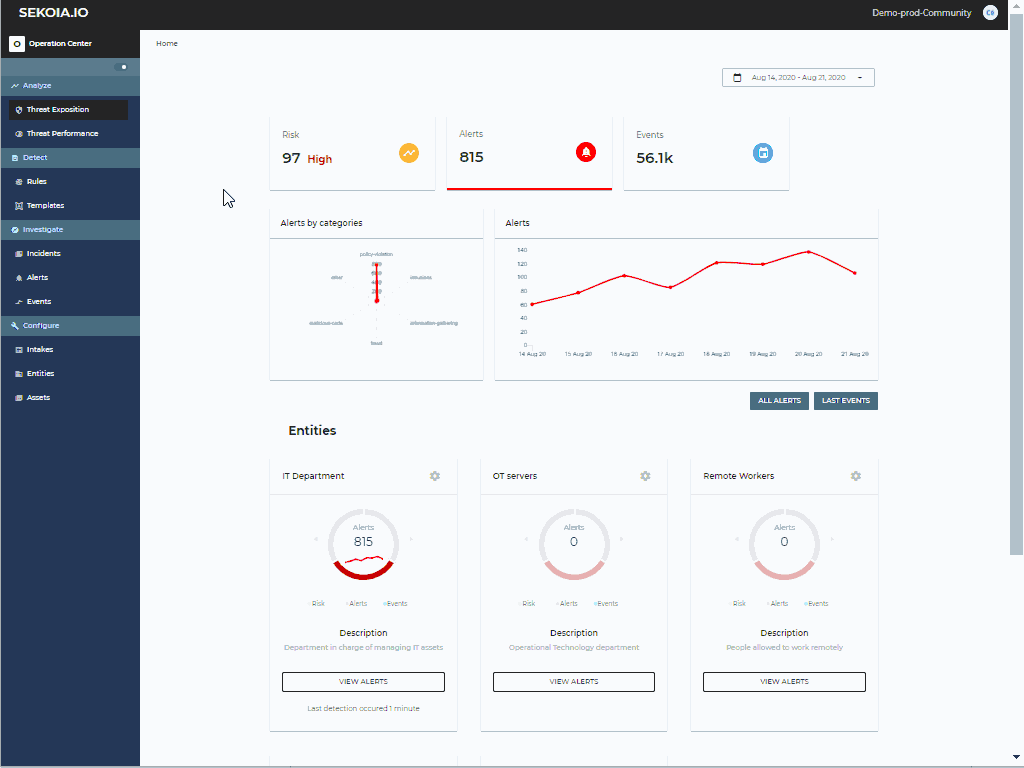 SEKOIA.IO
Demo-prod-Community
Operation Center
Home
Analyze
Threat Exposition
Threat Performance
Detect
Rules
Templates
Investigate
Incidents
Alerts
Events
Configure
Intakes
Entities
Assets
Aug 14, 2020 - Aug 21, 2020
Risk
97 High
Alerts
815
Events
56.1k
Alerts by categories
policy-violation
intrusions
information-gathering
fraud
malicious-code
other
Alerts
140
120
100
80
60
40
20
0
14 Aug 20 15 Aug 20 16 Aug 20 17 Aug 20 18 Aug 20 19 Aug 20 20 Aug 20 21 Aug 20
ALL ALERTS LAST EVENTS
Entities
IT Department
Alerts
815
Risk Alerts Events
Description
Department in charge of managing IT assets
VIEW ALERTS
Last detection occured 1 minute
OT servers
Alerts
0
Risk Alerts Events
Description
Operational Technology department
VIEW ALERTS
Remote Workers
Alerts
0
Risk Alerts Events
Description
People allowed to work remotely
VIEW ALERTS